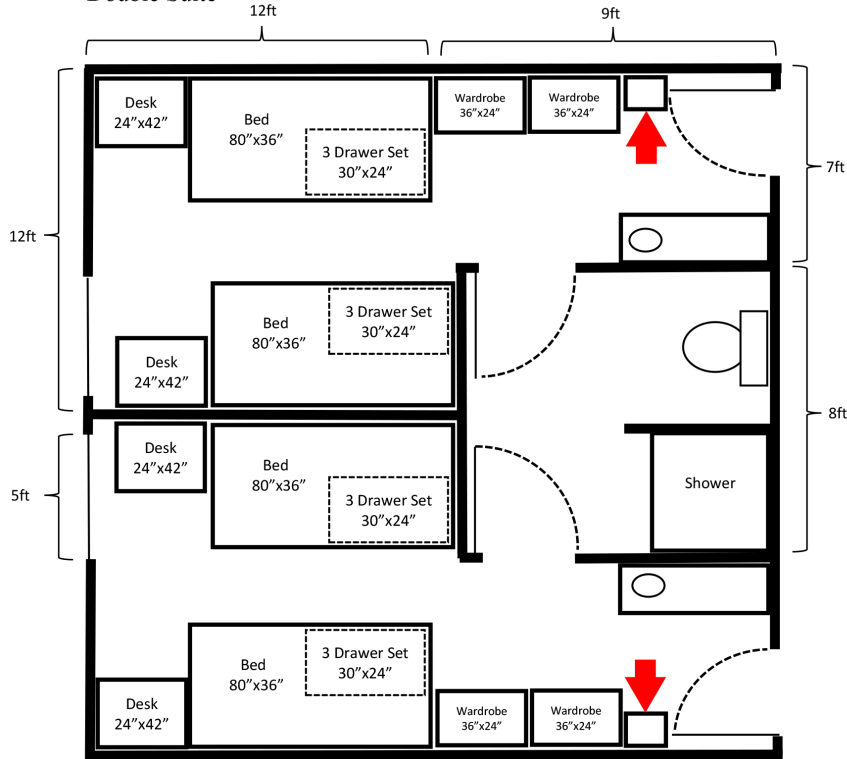 Double Suite
12ft
9ft
Desk
24”x42”
Bed
80”x36”
3 Drawer Set
30”x24”
Wardrobe
36”x24”
Wardrobe
36”x24”
7ft
12ft
Bed
80”x36”
3 Drawer Set
30”x24”
Desk
24”x42”
8ft
Desk
24”x42”
Bed
80”x36”
3 Drawer Set
30”x24”
Shower
5ft
Desk
24”x42”
Bed
80”x36”
3 Drawer Set
30”x24”
Wardrobe
36”x24”
Wardrobe
36”x24”